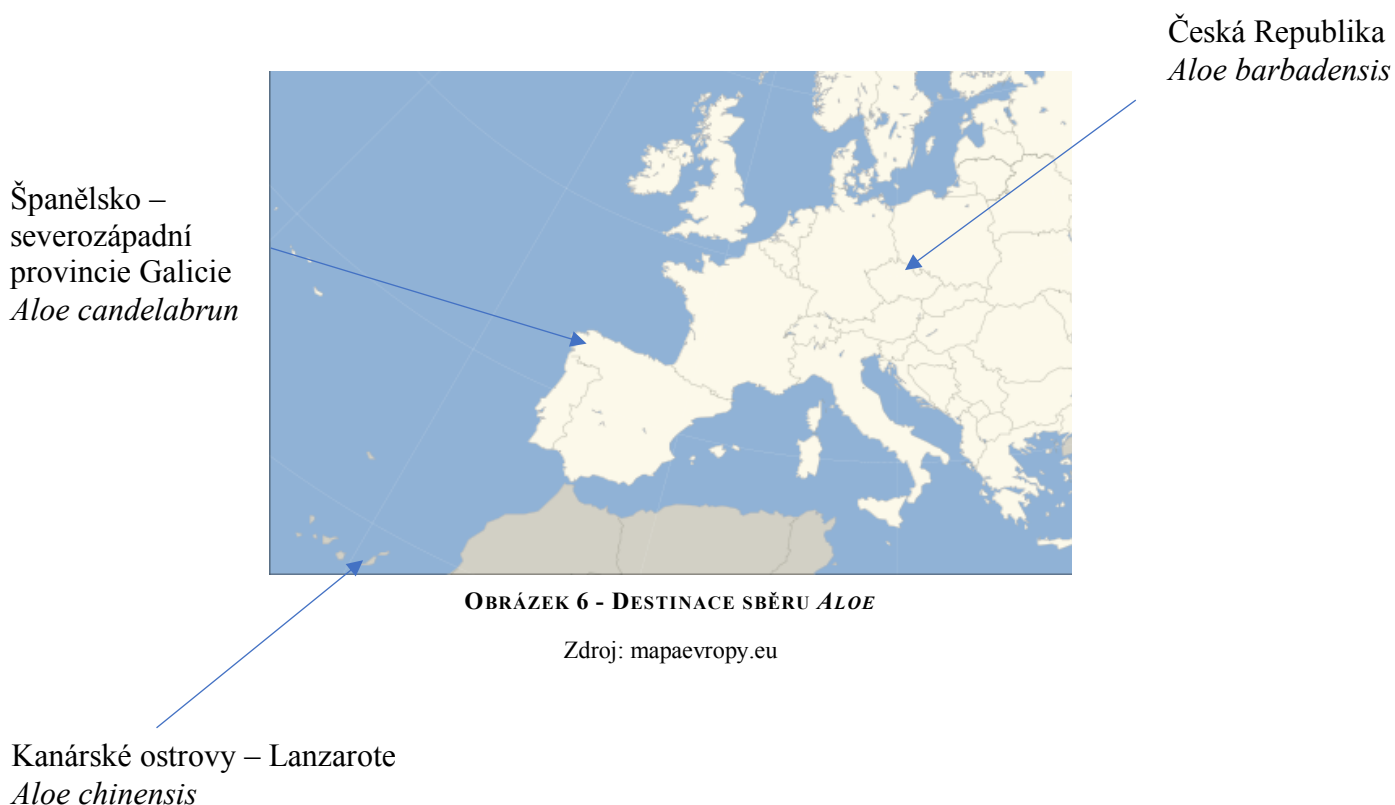 Česká Republika
Aloe barbadensis
Španělsko –
severozápadní
provincie Galicie
Aloe candelabrun
OBRÁZEK 6 - DESTINACE SBĚRU ALOE
Zdroj: mapaevropy.eu
Kanárské ostrovy – Lanzarote
Aloe chinensis